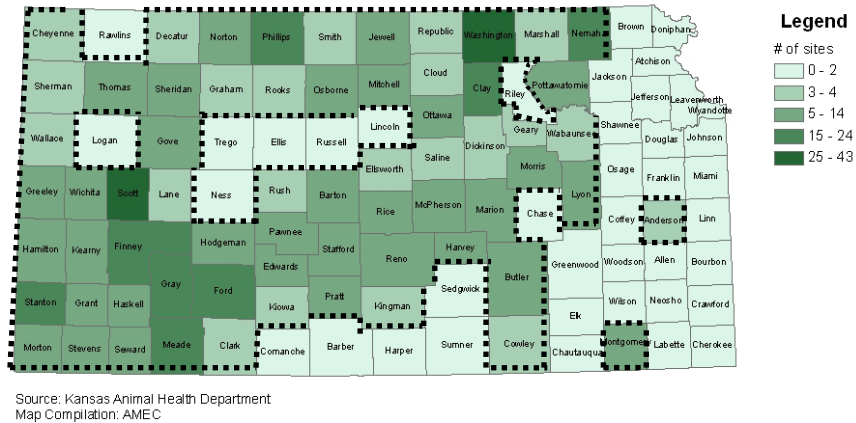 Cheyenne Rawlins Decatur Norton Phillips Smith Jewell Republic Washington Marshall Nemaha Brown Doniphan
Legend
# of sites
0 - 2
3 - 4
5 - 14
15 - 24
25 - 43
Atchison
Sherman Thomas Sheridan Graham Rooks Osborne Mitchell Cloud Clay Riley Pottawatomie Jackson
Jefferson Leavenworth
Wyandotte
Wallace Logan Gove Trego Ellis Russell Lincoln Ottawa Geary Wabaunsee Shawnee
Douglas Johnson
Saline Dickinson
Ellsworth Morris Osage Franklin Miami
Greeley Wichita Scott Lane Ness Rush Barton Lyon
Rice McPherson Marion Chase Coffey Anderson Linn
Hamilton Kearny Finney Hodgeman Pawnee Stafford Reno Harvey
Edwards Butler Greenwood Woodson Allen Bourbon
Gray Ford Sedgwick
Stanton Grant Haskell Kiowa Pratt Kingman Wilson Neosho Crawford
Elk
Morton Stevens Seward Meade Clark Comanche Barber Harper Sumner Cowley Chautauqua Montgomery Labette Cherokee
Source: Kansas Animal Health Department
Map Compilation: AMEC